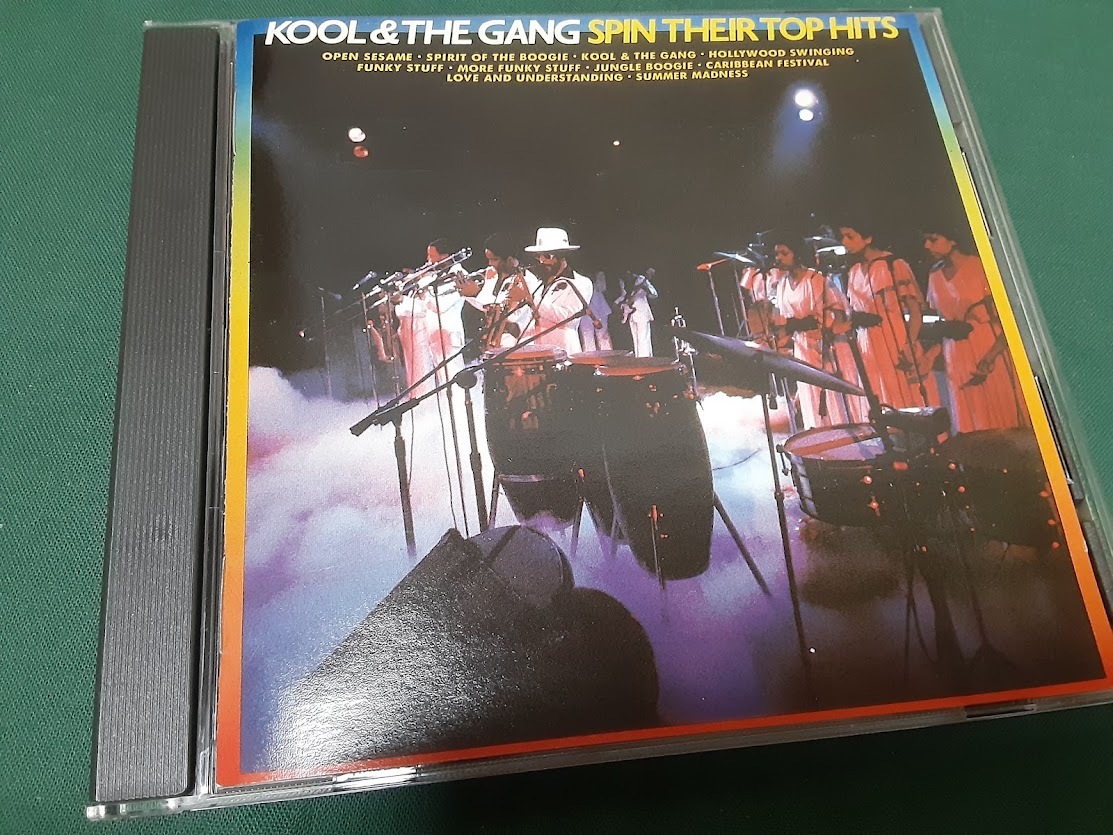 KOOL & THE GANG SPIN THEIR TOP HITS
OPEN SESAME · SPIRIT OF THE BOOGIE · KOOL & THE GANG · HOLLYWOOD SWINGING
FUNKY STUFF · MORE FUNKY STUFF · JUNGLE BOOGIE · CARIBBEAN FESTIVAL
LOVE AND UNDERSTANDING · SUMMER MADNESS